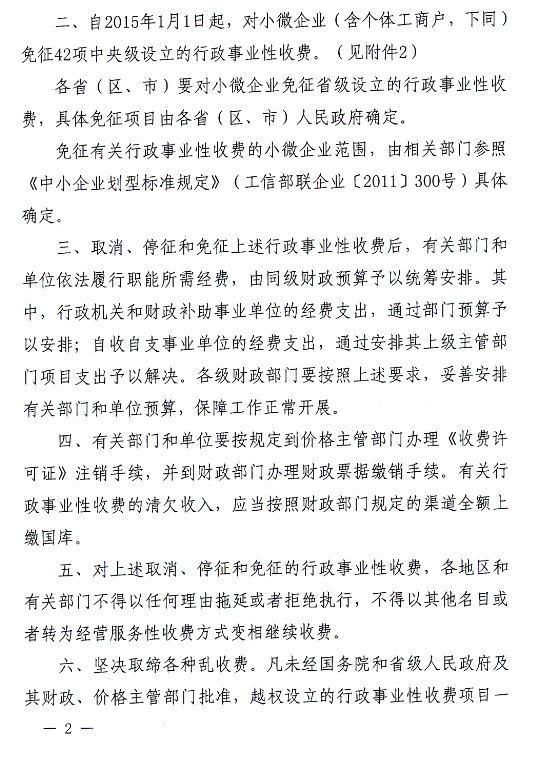 二、自2015年1月1日起，对小微企业（含个体工商户，下同）
免征42项中央级设立的行政事业性收费。（见附件2）
各省（区、市）要对小微企业免征省级设立的行政事业性收
费，具体免征项目由各省（区、市）人民政府确定。
免征有关行政事业性收费的小微企业范围，由相关部门参照
《中小企业划型标准规定》（工信部联企业〔2011〕300号）具体
确定。
三、取消、停征和免征上述行政事业性收费后，有关部门和
单位依法履行职能所需经费，由同级财政预算予以统筹安排。其
中，行政机关和财政补助事业单位的经费支出，通过部门预算予
以安排；自收自支事业单位的经费支出，通过安排其上级主管部
门项目支出予以解决。各级财政部门要按照上述要求，妥善安排
有关部门和单位预算，保障工作正常开展。
四、有关部门和单位要按规定到价格主管部门办理《收费许
可证》注销手续，并到财政部门办理财政票据缴销手续。有关行
政事业性收费的清欠收入，应当按照财政部门规定的渠道全额上
缴国库。
五、对上述取消、停征和免征的行政事业性收费，各地区和
有关部门不得以任何理由拖延或者拒绝执行，不得以其他名目或
者转为经营服务性收费方式变相继续收费。
六、坚决取缔各种乱收费。凡未经国务院和省级人民政府及
其财政、价格主管部门批准，越权设立的行政事业性收费项目一
— 2 —